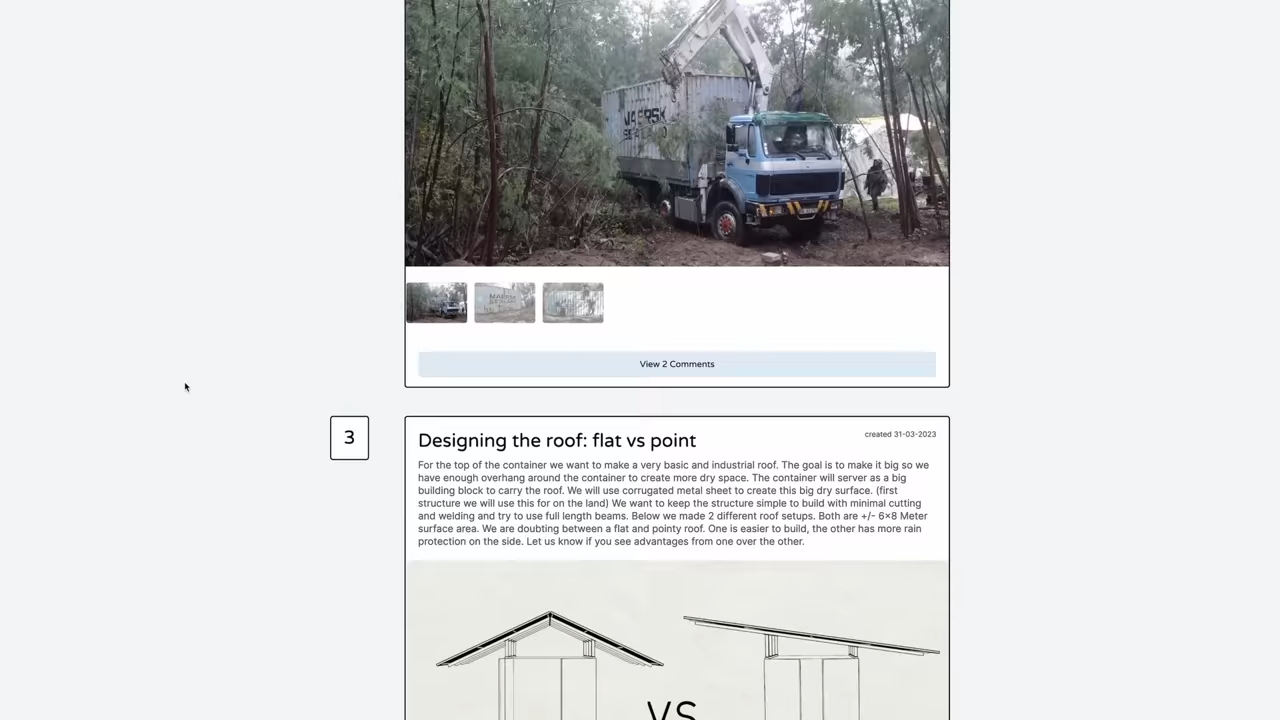 MAERSK
View 2 Comments
3
Designing the roof: flat vs point
created 31-03-2023
For the top of the container we want to make a very basic and industrial roof. The goal is to make it big so we
have enough overhang around the container to create more dry space. The container will server as a big
building block to carry the roof. We will use corrugated metal sheet to create this big dry surface. (first
structure we will use this for on the land) We want to keep the structure simple to build with minimal cutting
and welding and try to use full length beams. Below we made 2 different roof setups. Both are +/- 6x8 Meter
surface area. We are doubting between a flat and pointy roof. One is easier to build, the other has more rain
protection on the side. Let us know if you see advantages from one over the other.
VS